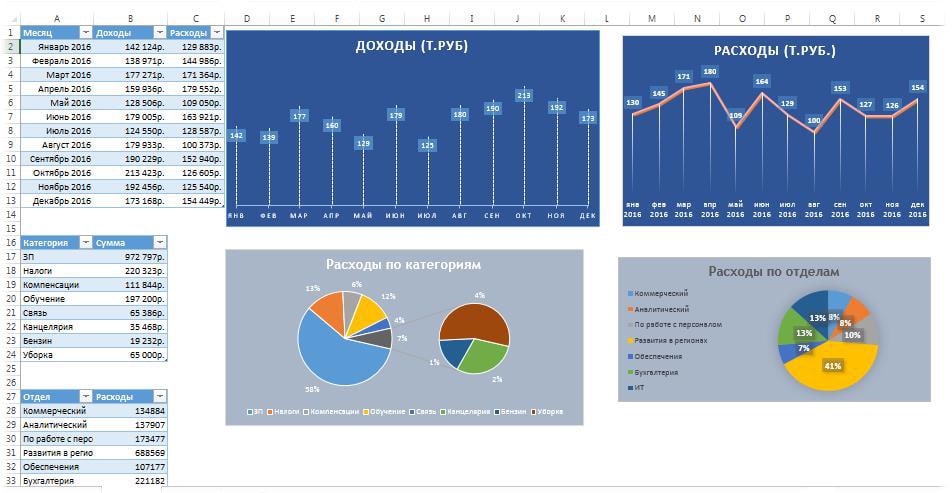 A B C D E F G H I J K L M N O P Q R S
1 Месяц Доходы Расходы
2 Январь 2016 142 124р. 129 883р.
3 Февраль 2016 138 971р. 144 986р.
4 Март 2016 177 271р. 171 364р.
5 Апрель 2016 159 936р. 179 552р.
6 Май 2016 128 506р. 109 050р.
7 Июнь 2016 179 005р. 163 921р.
8 Июль 2016 124 550р. 128 587р.
9 Август 2016 179 933р. 100 373р.
10 Сентябрь 2016 190 229р. 152 940р.
11 Октябрь 2016 213 423р. 126 605р.
12 Ноябрь 2016 192 456р. 125 540р.
13 Декабрь 2016 173 168р. 154 449р.
14
15
16 Категория Сумма
17 ЗП 972 797р.
18 Налоги 220 323р.
19 Компенсации 111 844р.
20 Обучение 197 200р.
21 Связь 65 386р.
22 Канцелярия 35 468р.
23 Бензин 19 232р.
24 Уборка 65 000р.
25
26
27 Отдел Расходы
28 Коммерческий 134884
29 Аналитический 137907
30 По работе с перо 173477
31 Развития в регио 688569
32 Обеспечения 107177
33 Бухгалтерия 221182
ДОХОДЫ (Т.РУБ)
142 139 177 160 129 179 125 180 190 213 192 173
ЯНВ ФЕВ МАР АПР МАЙ ИЮН ИЮЛ АВГ СЕН ОКТ НОЯ ДЕК
РАСХОДЫ (Т.РУБ.)
130 145 171 180 109 164 129 100 153 127 126 154
янв фев мар апр май июн июл авг сен окт ноя дек
2016 2016 2016 2016 2016 2016 2016 2016 2016 2016 2016 2016
Расходы по категориям
13% 6% 12% 4% 7% 58%
4% 1% 2%
ЗП Налоги Компенсации Обучение Связь Канцелярия Бензин Уборка
Расходы по отделам
Коммерческий
Аналитический
По работе с персоналом
Развития в регионах
Обеспечения
Бухгалтерия
ИТ
13% 8% 8% 10% 13% 7% 41%